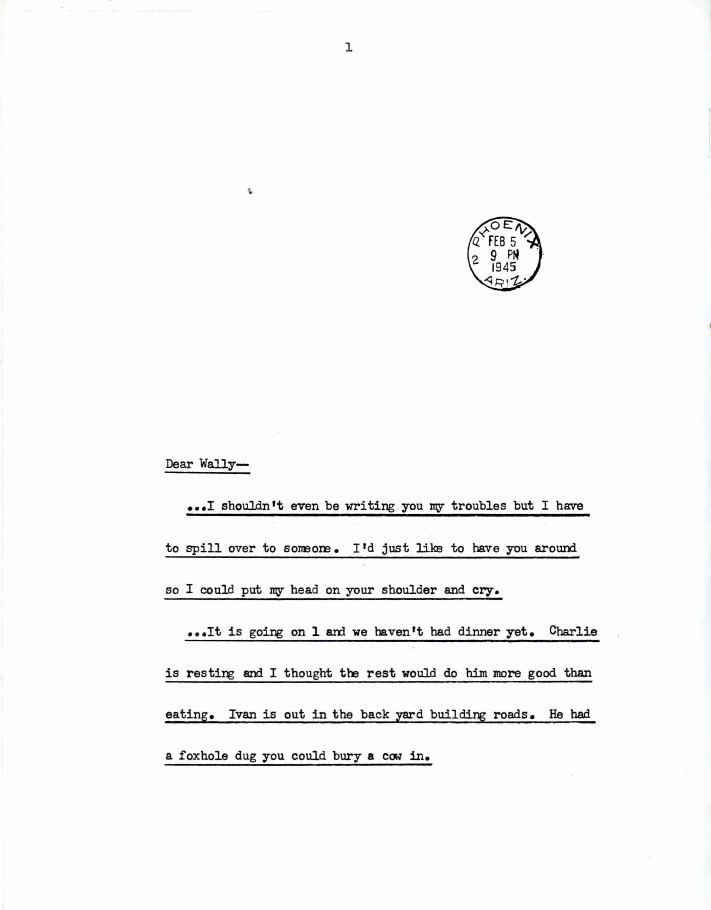 1
PHOENIX
FEB 5
2 9 PM
1945
ARIZ.
Dear Wally—
...I shouldn't even be writing you my troubles but I have
to spill over to someone. I'd just like to have you around
so I could put my head on your shoulder and cry.
...It is going on 1 and we haven't had dinner yet. Charlie
is resting and I thought the rest would do him more good than
eating. Ivan is out in the back yard building roads. He had
a foxhole dug you could bury a cow in.